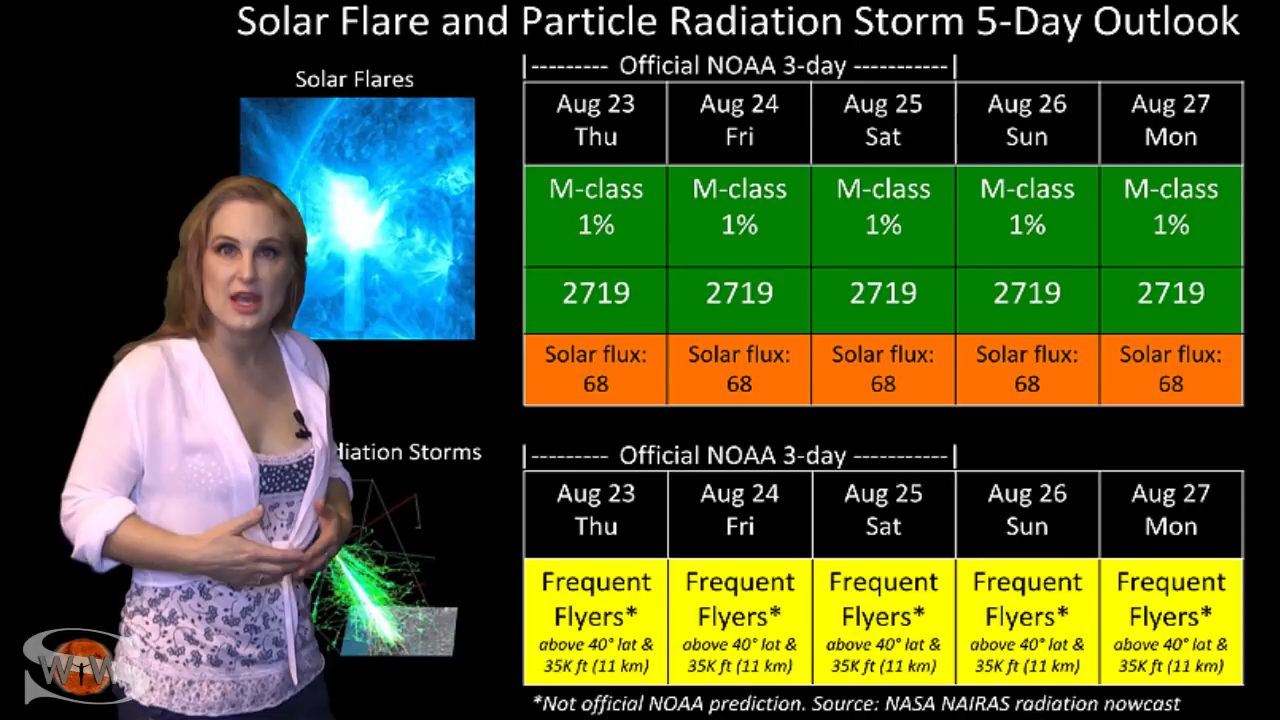 Solar Flare and Particle Radiation Storm 5-Day Outlook
Solar Flares
|--------- Official NOAA 3-day -----------|
Aug 23 Aug 24 Aug 25 Aug 26 Aug 27
Thu Fri Sat Sun Mon
M-class M-class M-class M-class M-class
1% 1% 1% 1% 1%
2719 2719 2719 2719 2719
Solar flux: Solar flux: Solar flux: Solar flux: Solar flux:
68 68 68 68 68
diation Storms
|--------- Official NOAA 3-day -----------|
Aug 23 Aug 24 Aug 25 Aug 26 Aug 27
Thu Fri Sat Sun Mon
Frequent Frequent Frequent Frequent Frequent
Flyers* Flyers* Flyers* Flyers* Flyers*
above 40° lat & above 40° lat & above 40° lat & above 40° lat & above 40° lat &
35K ft (11 km) 35K ft (11 km) 35K ft (11 km) 35K ft (11 km) 35K ft (11 km)
*Not official NOAA prediction. Source: NASA NAIRAS radiation nowcast